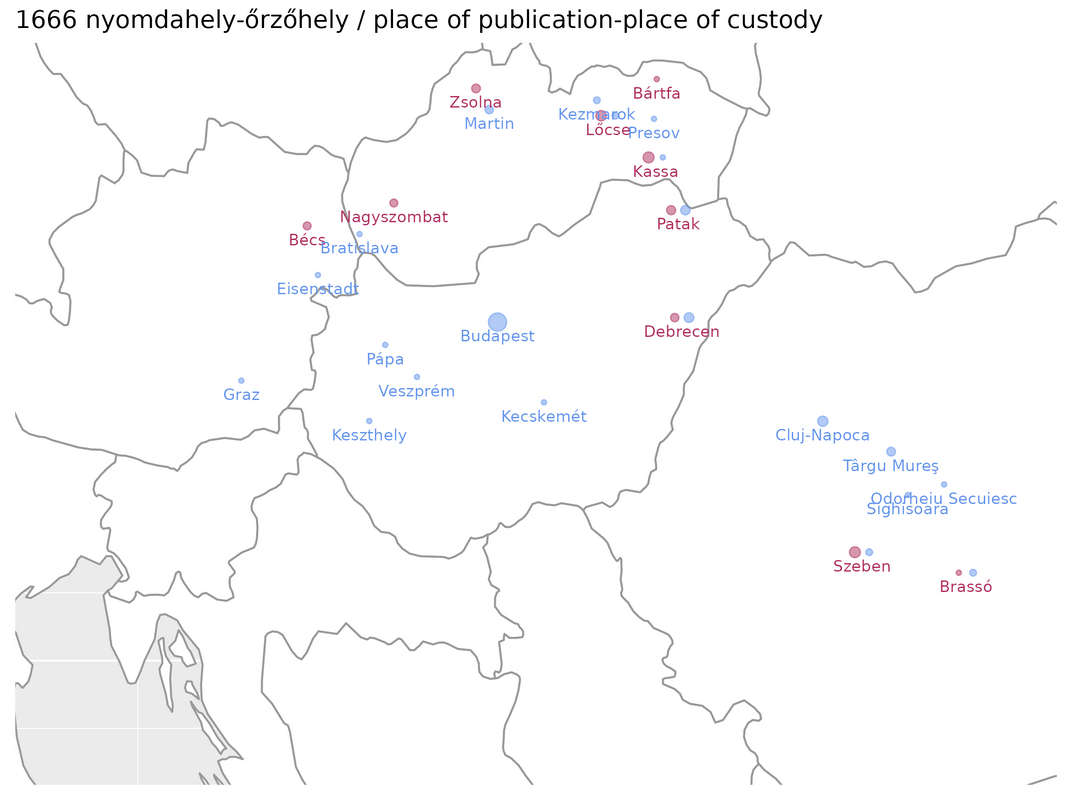 1666 nyomdahely-őrzőhely / place of publication-place of custody
Bártfa
Zsolna
Kezmarok
Martin
Lőcse
Presov
Kassa
Nagyszombat
Patak
Bécs
Bratislava
Eisenstadt
Debrecen
Budapest
Pápa
Veszprém
Graz
Kecskemét
Keszthely
Cluj-Napoca
Târgu Mureş
Odorheiu Secuiesc
Sighisoara
Szeben
Brassó